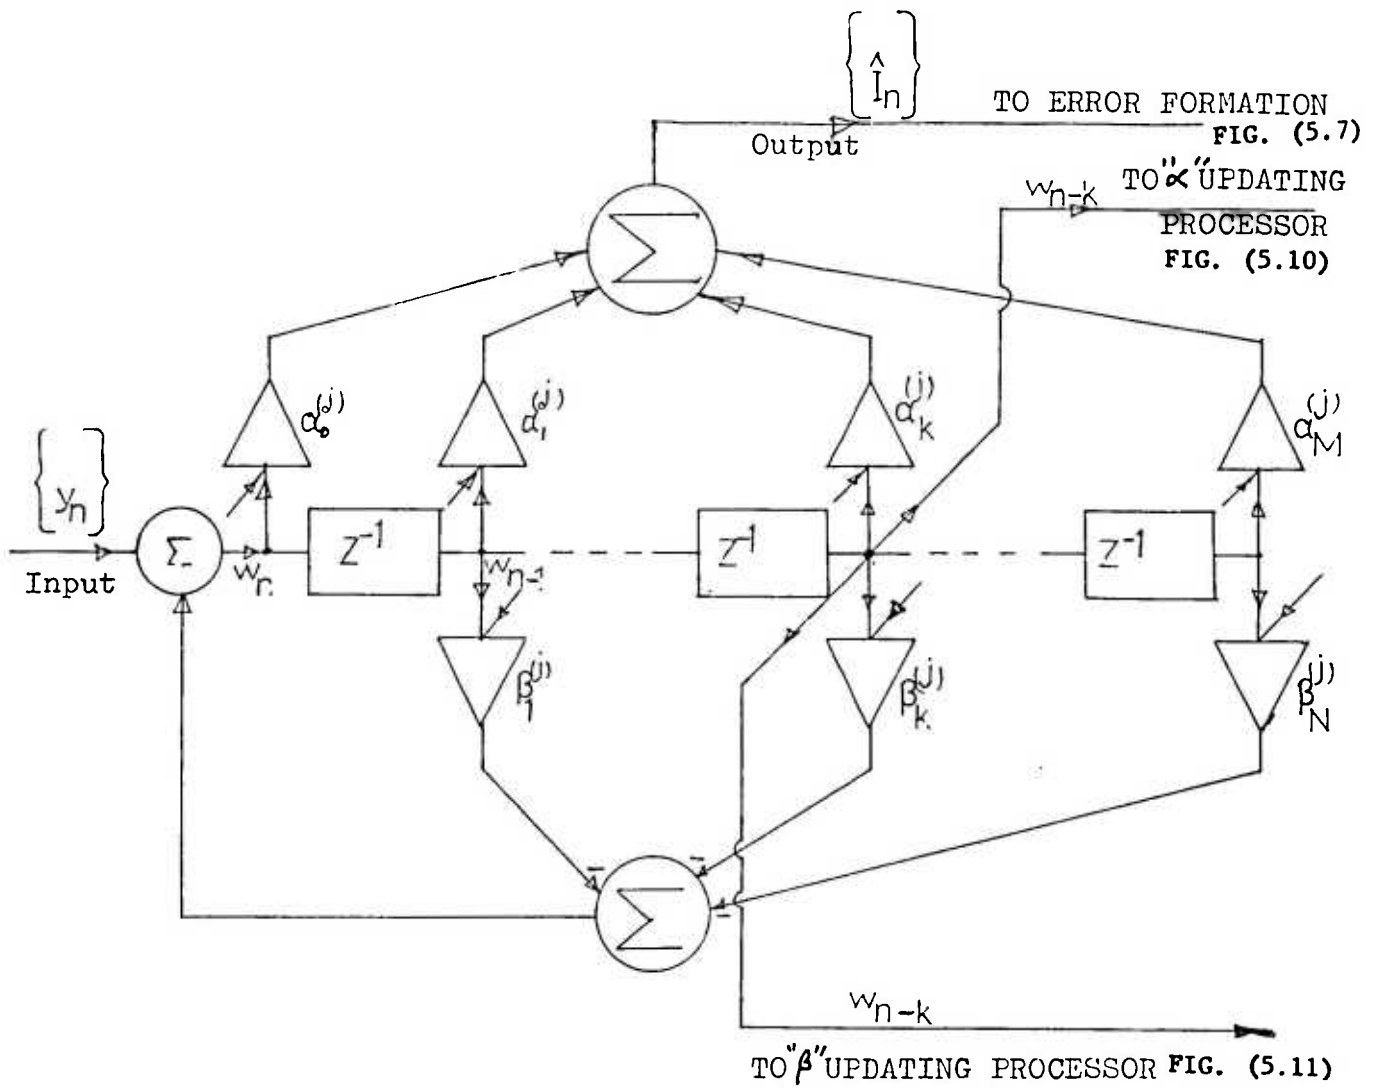 {Î_n}
TO ERROR FORMATION
FIG. (5.7)
Output
w_{n-k}
TO "α" UPDATING
PROCESSOR
FIG. (5.10)
α_0^{(j)}
α_1^{(j)}
α_k^{(j)}
α_M^{(j)}
{y_n}
Input
Σ
Σ
w_n
Z^{-1}
w_{n-1}
Z^{-1}
Z^{-1}
β_1^{(j)}
β_k^{(j)}
β_N^{(j)}
-
-
-
Σ
w_{n-k}
TO "β" UPDATING PROCESSOR FIG. (5.11)